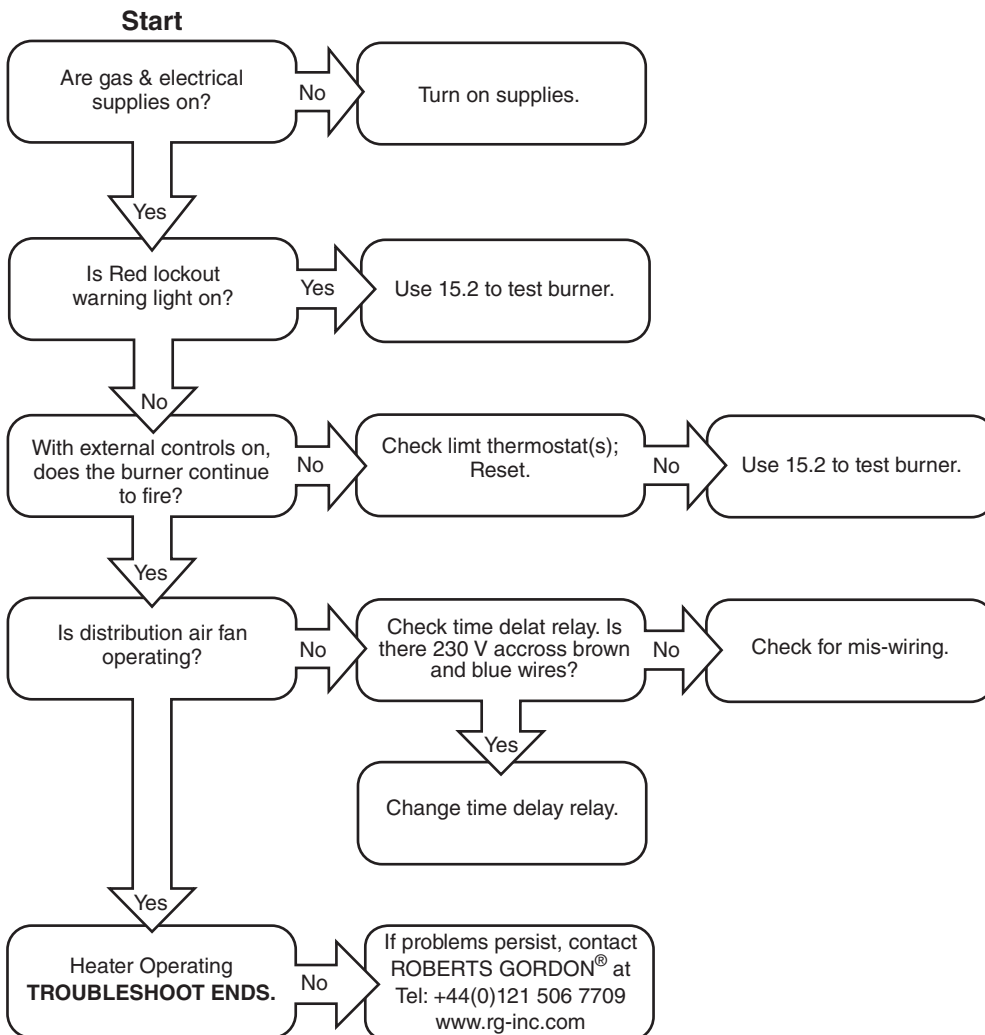 Start
Are gas & electrical
supplies on?
No
Turn on supplies.
Yes
Is Red lockout
warning light on?
Yes
Use 15.2 to test burner.
No
With external controls on,
does the burner continue
to fire?
No
Check limt thermostat(s);
Reset.
No
Use 15.2 to test burner.
Yes
Is distribution air fan
operating?
No
Check time delat relay. Is
there 230 V accross brown
and blue wires?
No
Check for mis-wiring.
Yes
Change time delay relay.
Yes
Heater Operating
TROUBLESHOOT ENDS.
No
If problems persist, contact
ROBERTS GORDON® at
Tel: +44(0)121 506 7709
www.rg-inc.com